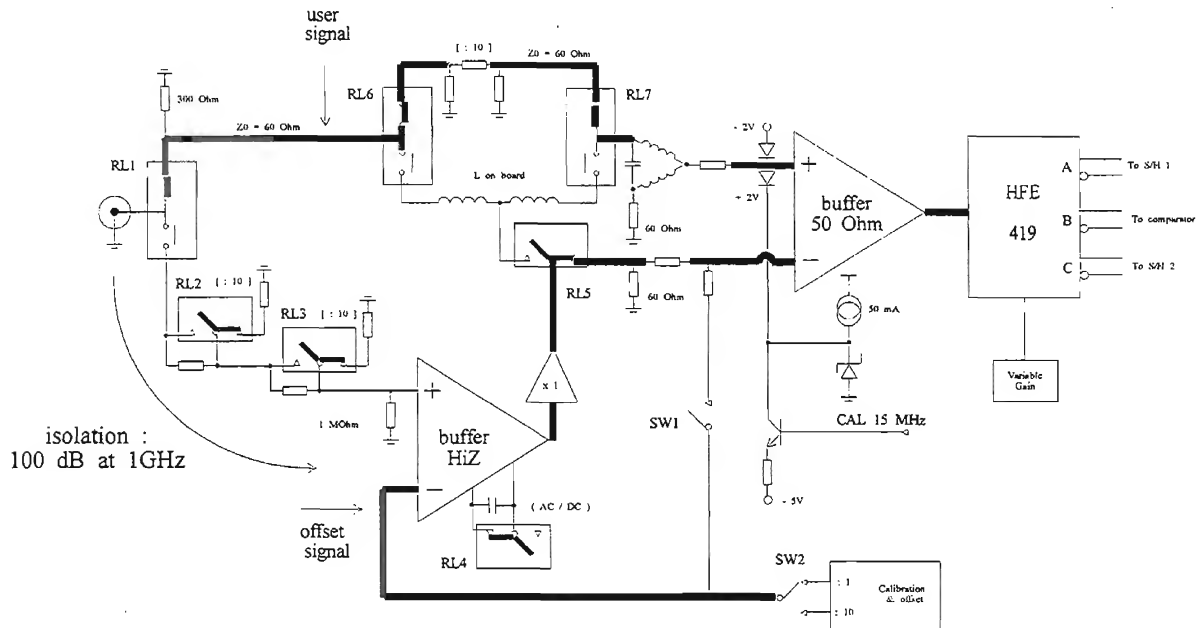 user
signal
[ : 10 ]
Z0 = 60 Ohm
RL6
RL7
300 Ohm
Z0 = 60 Ohm
RL1
L on board
- 2V
+ 2V
+
buffer
50 Ohm
-
60 Ohm
60 Ohm
HFE
419
A
B
C
To S/H 1
To comparator
To S/H 2
RL5
RL2
[ : 10 ]
RL3
[ : 10 ]
x 1
50 mA
Variable
Gain
1 MOhm
+
buffer
HiZ
-
isolation :
100 dB at 1GHz
SW1
CAL 15 MHz
( AC / DC )
- 5V
offset
signal
RL4
SW2
: 1
: 10
Calibration
& offset